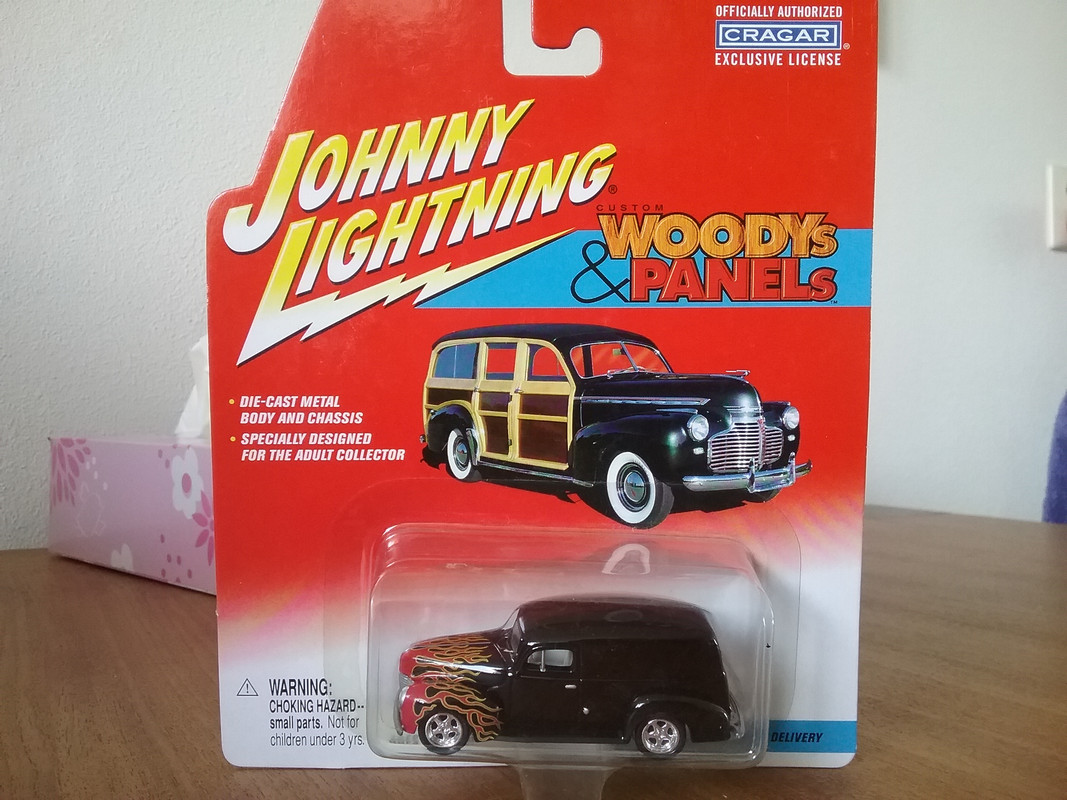 OFFICIALLY AUTHORIZED
CRAGAR®
EXCLUSIVE LICENSE
JOHNNY
LIGHTNING®
CUSTOM
WOODYS
& PANELS™
• DIE-CAST METAL
BODY AND CHASSIS
• SPECIALLY DESIGNED
FOR THE ADULT COLLECTOR
WARNING:
CHOKING HAZARD--
small parts. Not for
children under 3 yrs.
DELIVERY